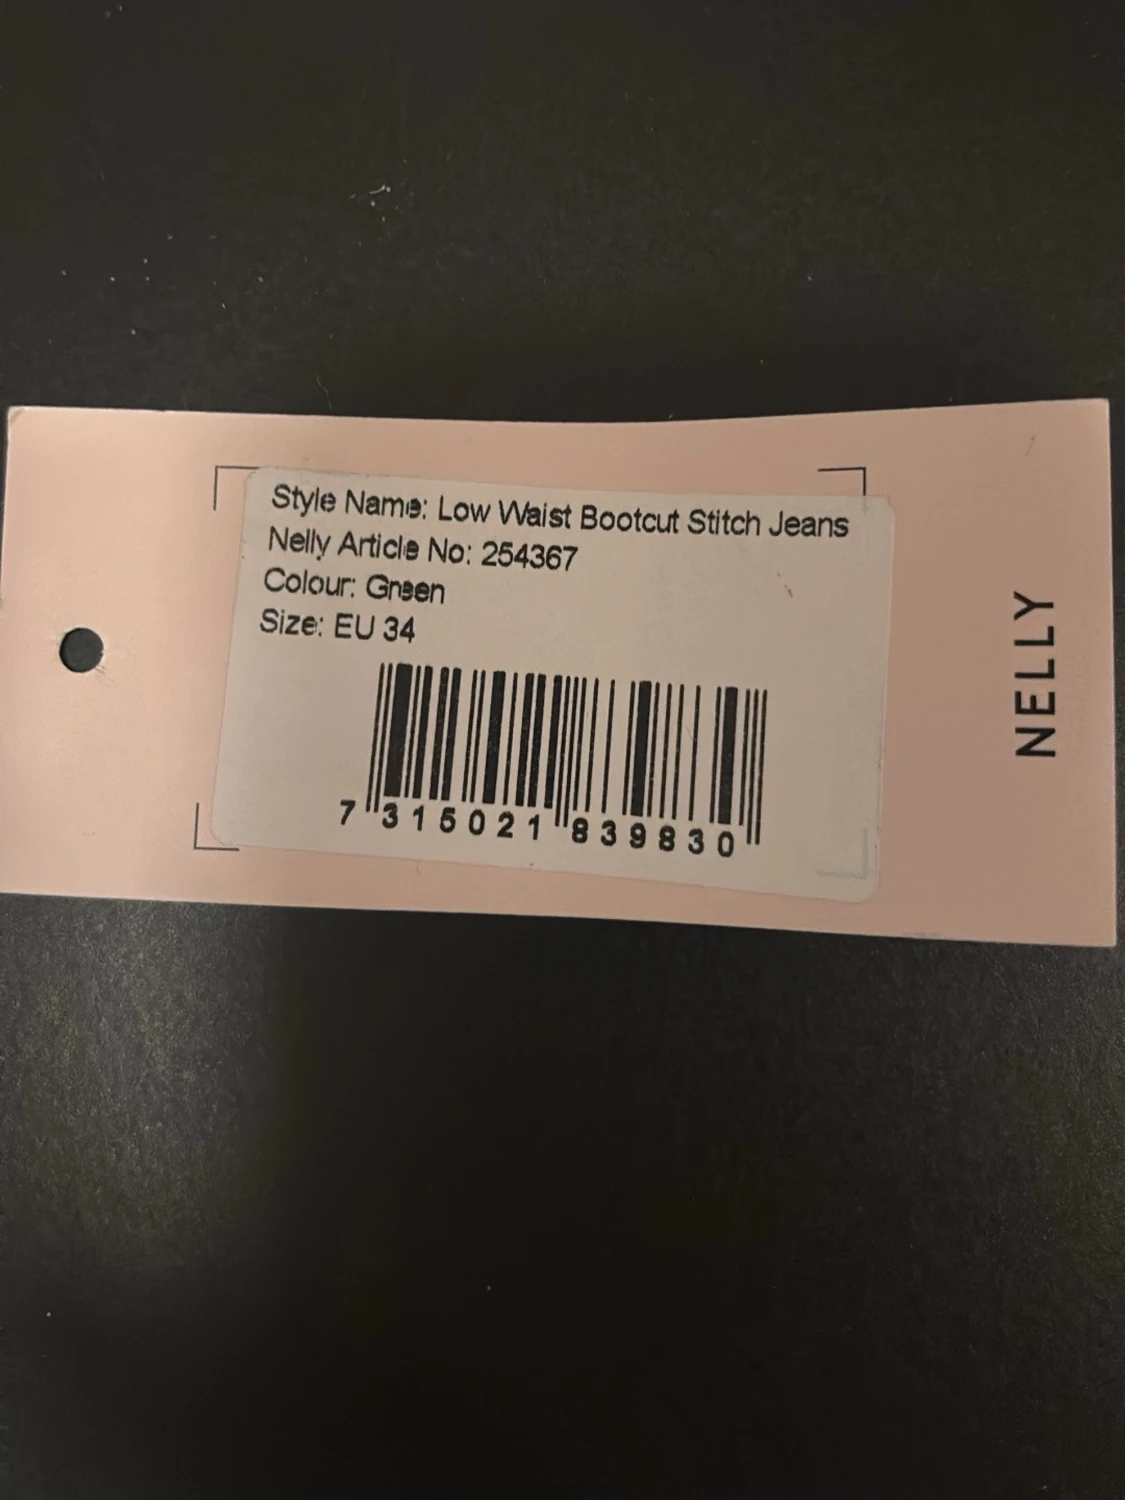 Style Name: Low Waist Bootcut Stitch Jeans
Nelly Article No: 254367
Colour: Green
Size: EU 34
7 315021 839830
NELLY